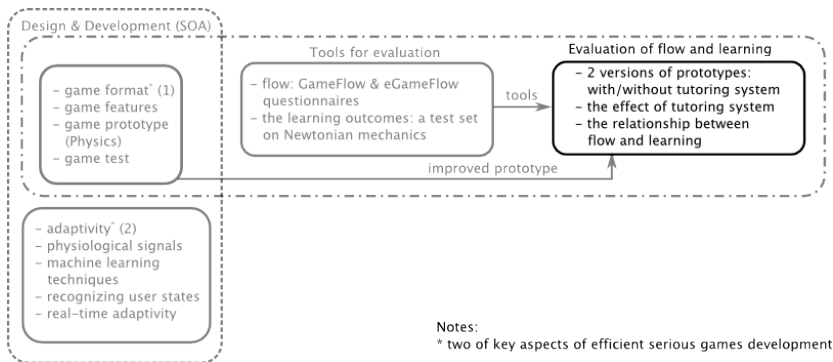 Design & Development (SOA)
– game format* (1)
– game features
– game prototype
(Physics)
– game test
Tools for evaluation
– flow: GameFlow & eGameFlow
questionnaires
– the learning outcomes: a test set
on Newtonian mechanics
tools
Evaluation of flow and learning
– 2 versions of prototypes:
with/without tutoring system
– the effect of tutoring system
– the relationship between
flow and learning
improved prototype
– adaptivity* (2)
– physiological signals
– machine learning
techniques
– recognizing user states
– real-time adaptivity
Notes:
* two of key aspects of efficient serious games development